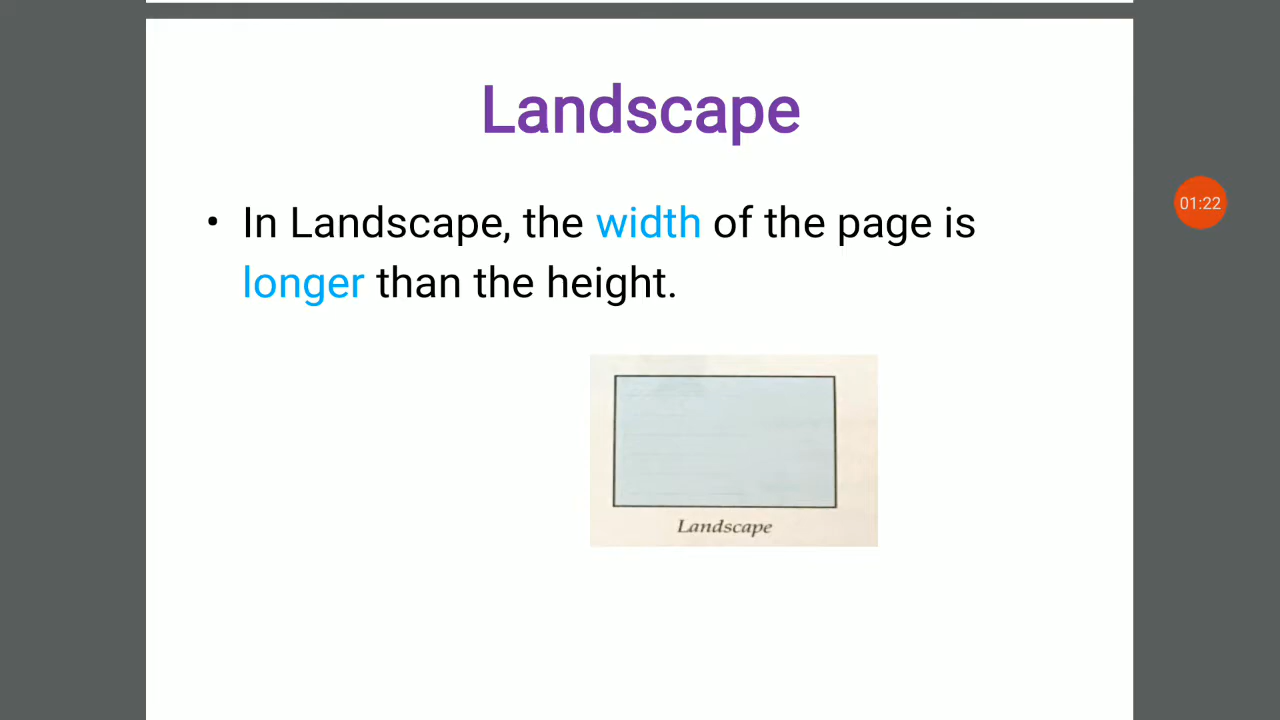 Landscape
• In Landscape, the width of the page is
longer than the height.
Landscape
01:22